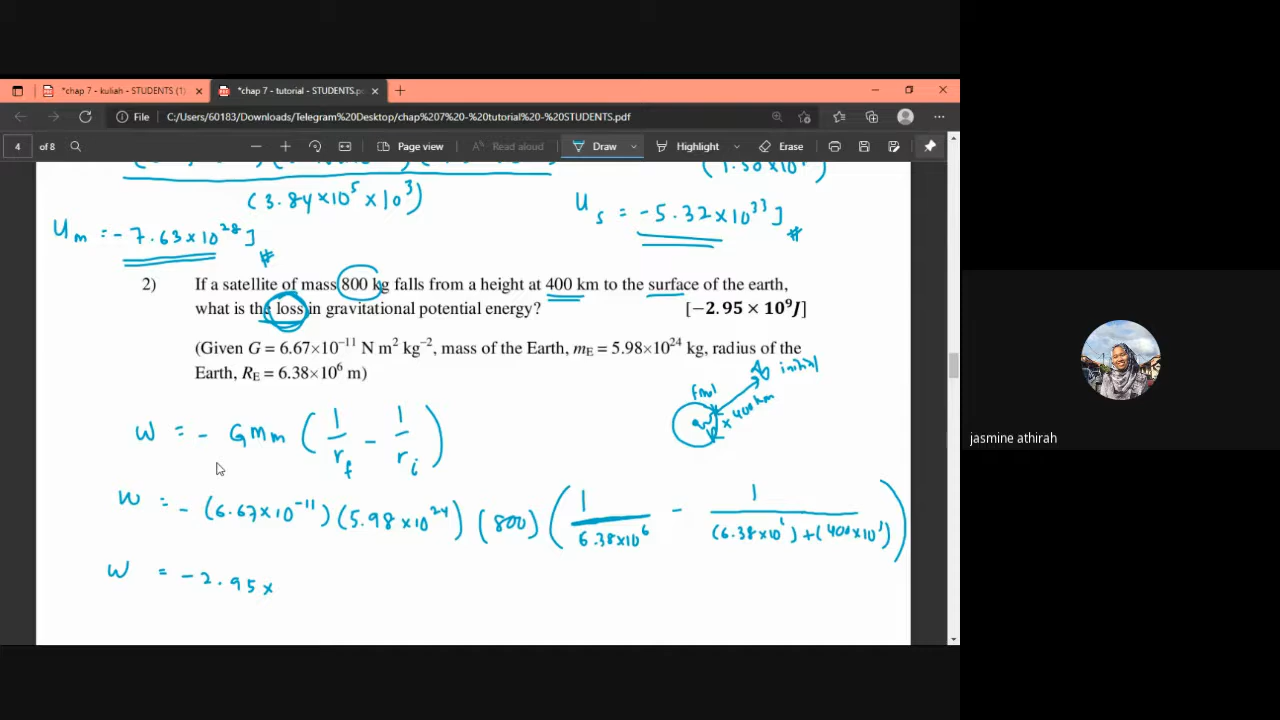 *chap 7 - kuliah - STUDENTS (1)
*chap 7 - tutorial - STUDENTS.p
File C:/Users/60183/Downloads/Telegram%20Desktop/chap%207%20-%20tutorial%20-%20STUDENTS.pdf
4 of 8 Page view Read aloud Draw Highlight Erase
(3.84×10⁵×10³)
U_s = -5.32×10³³J #
U_m = -7.63×10²⁸J #
2) If a satellite of mass 800 kg falls from a height at 400 km to the surface of the earth,
what is the loss in gravitational potential energy? [−2.95 × 10⁹J]
(Given G = 6.67×10⁻¹¹ N m² kg⁻², mass of the Earth, mE = 5.98×10²⁴ kg, radius of the
Earth, RE = 6.38×10⁶ m)
initial
final
400km
W = - GMm (1/r_f - 1/r_i)
W = - (6.67×10⁻¹¹)(5.98×10²⁴)(800)(1/6.38×10⁶ - 1/(6.38×10⁶)+(400×10³))
W = -2.95×
jasmine athirah